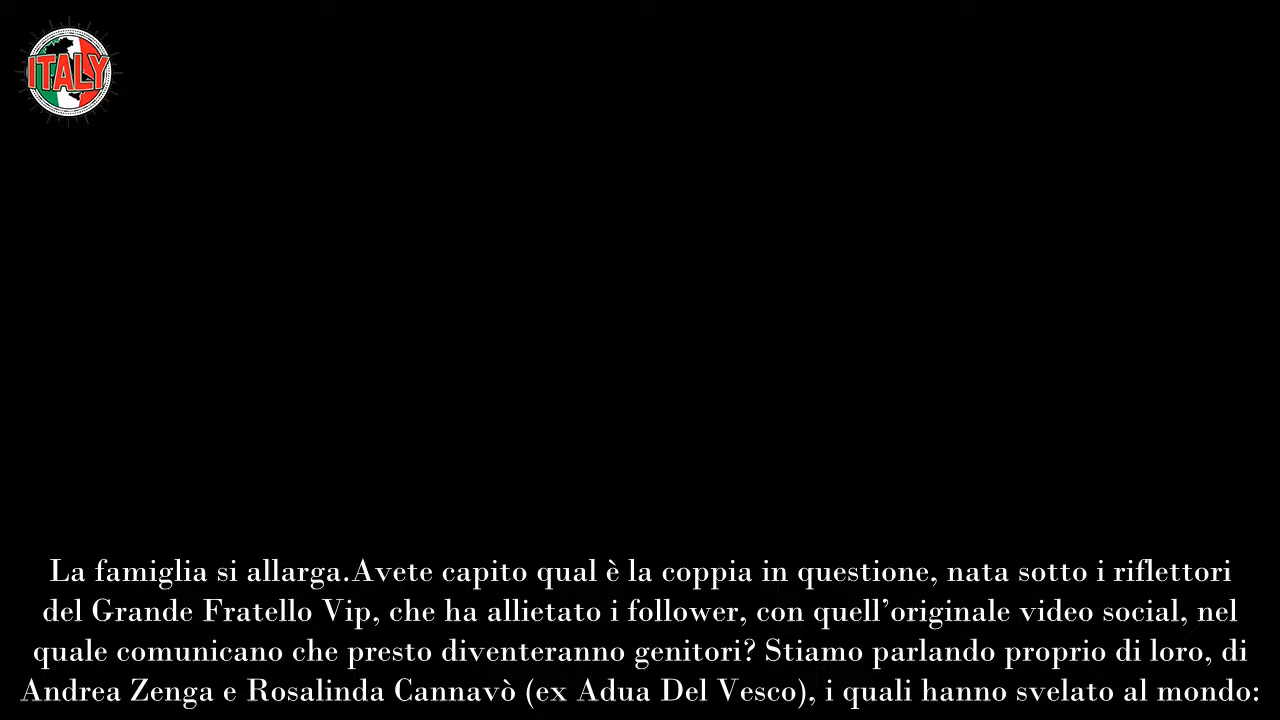 ITALY
La famiglia si allarga.Avete capito qual è la coppia in questione, nata sotto i riflettori
del Grande Fratello Vip, che ha allietato i follower, con quell’originale video social, nel
quale comunicano che presto diventeranno genitori? Stiamo parlando proprio di loro, di
Andrea Zenga e Rosalinda Cannavò (ex Adua Del Vesco), i quali hanno svelato al mondo: